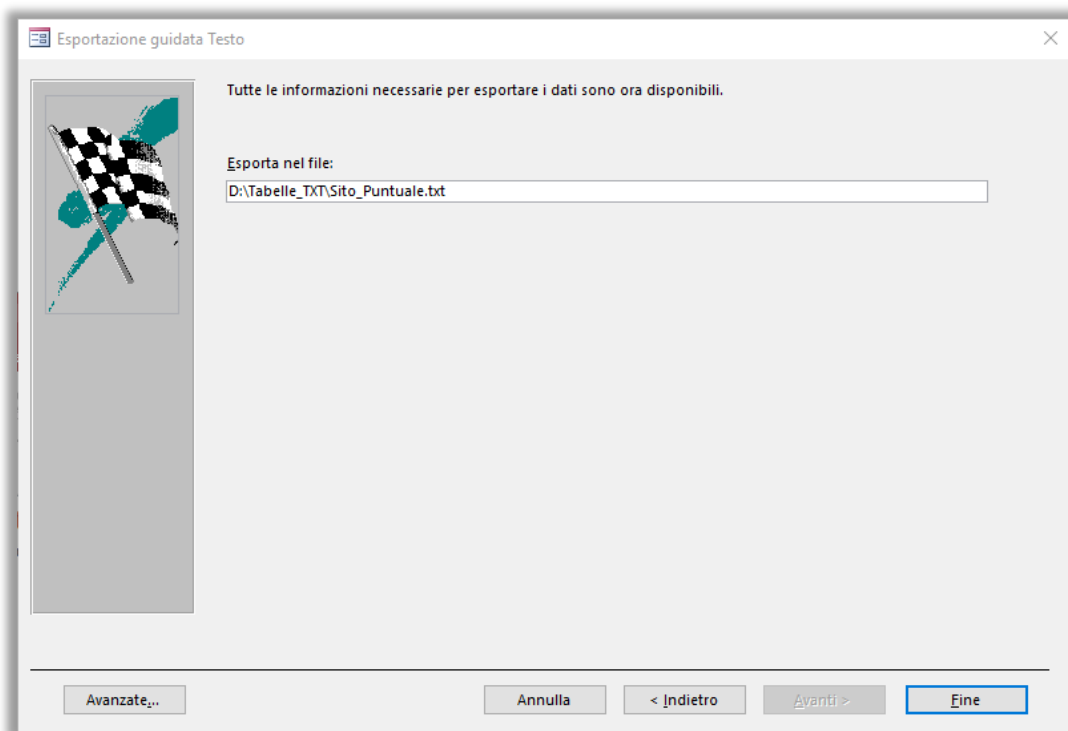 Esportazione guidata Testo
Tutte le informazioni necessarie per esportare i dati sono ora disponibili.
Esporta nel file:
D:\Tabelle_TXT\Sito_Puntuale.txt
Avanzate...
Annulla
< Indietro
Avanti >
Fine